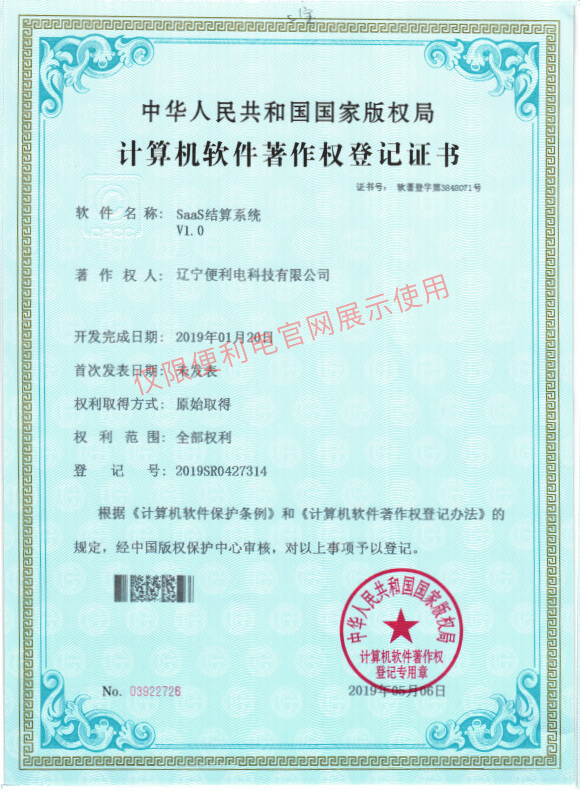 中华人民共和国国家版权局
计算机软件著作权登记证书
证书号： 软著登字第3848071号
软件名称： SaaS结算系统
V1.0
著作权人： 辽宁便利电科技有限公司
开发完成日期： 2019年01月20日
首次发表日期： 未发表
权利取得方式： 原始取得
权利范围： 全部权利
登记号： 2019SR0427314
根据《计算机软件保护条例》和《计算机软件著作权登记办法》的
规定，经中国版权保护中心审核，对以上事项予以登记。
仅限便利电官网展示使用
中华人民共和国国家版权局
计算机软件著作权
登记专用章
No. 03922726
2019年05月06日
CPCC